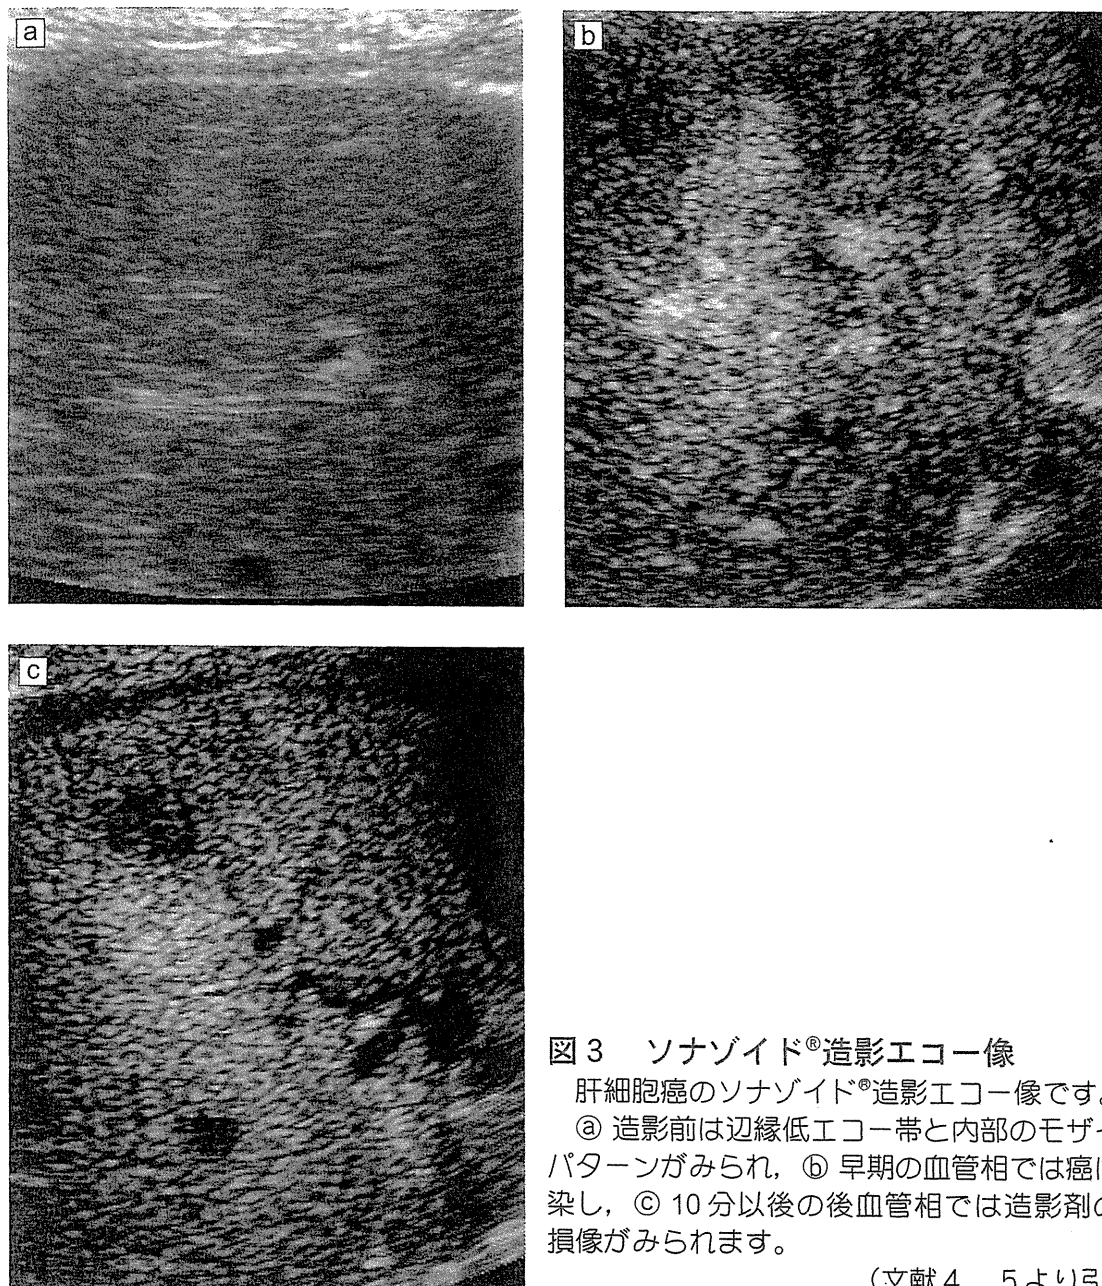 a
b
c
図3　ソナゾイド®造影エコー像
肝細胞癌のソナゾイド®造影エコー像です。
ⓐ 造影前は辺縁低エコー帯と内部のモザイ
パターンがみられ，ⓑ 早期の血管相では癌に
染し，ⓒ 10分以後の後血管相では造影剤の
損像がみられます。
（文献4，5より引